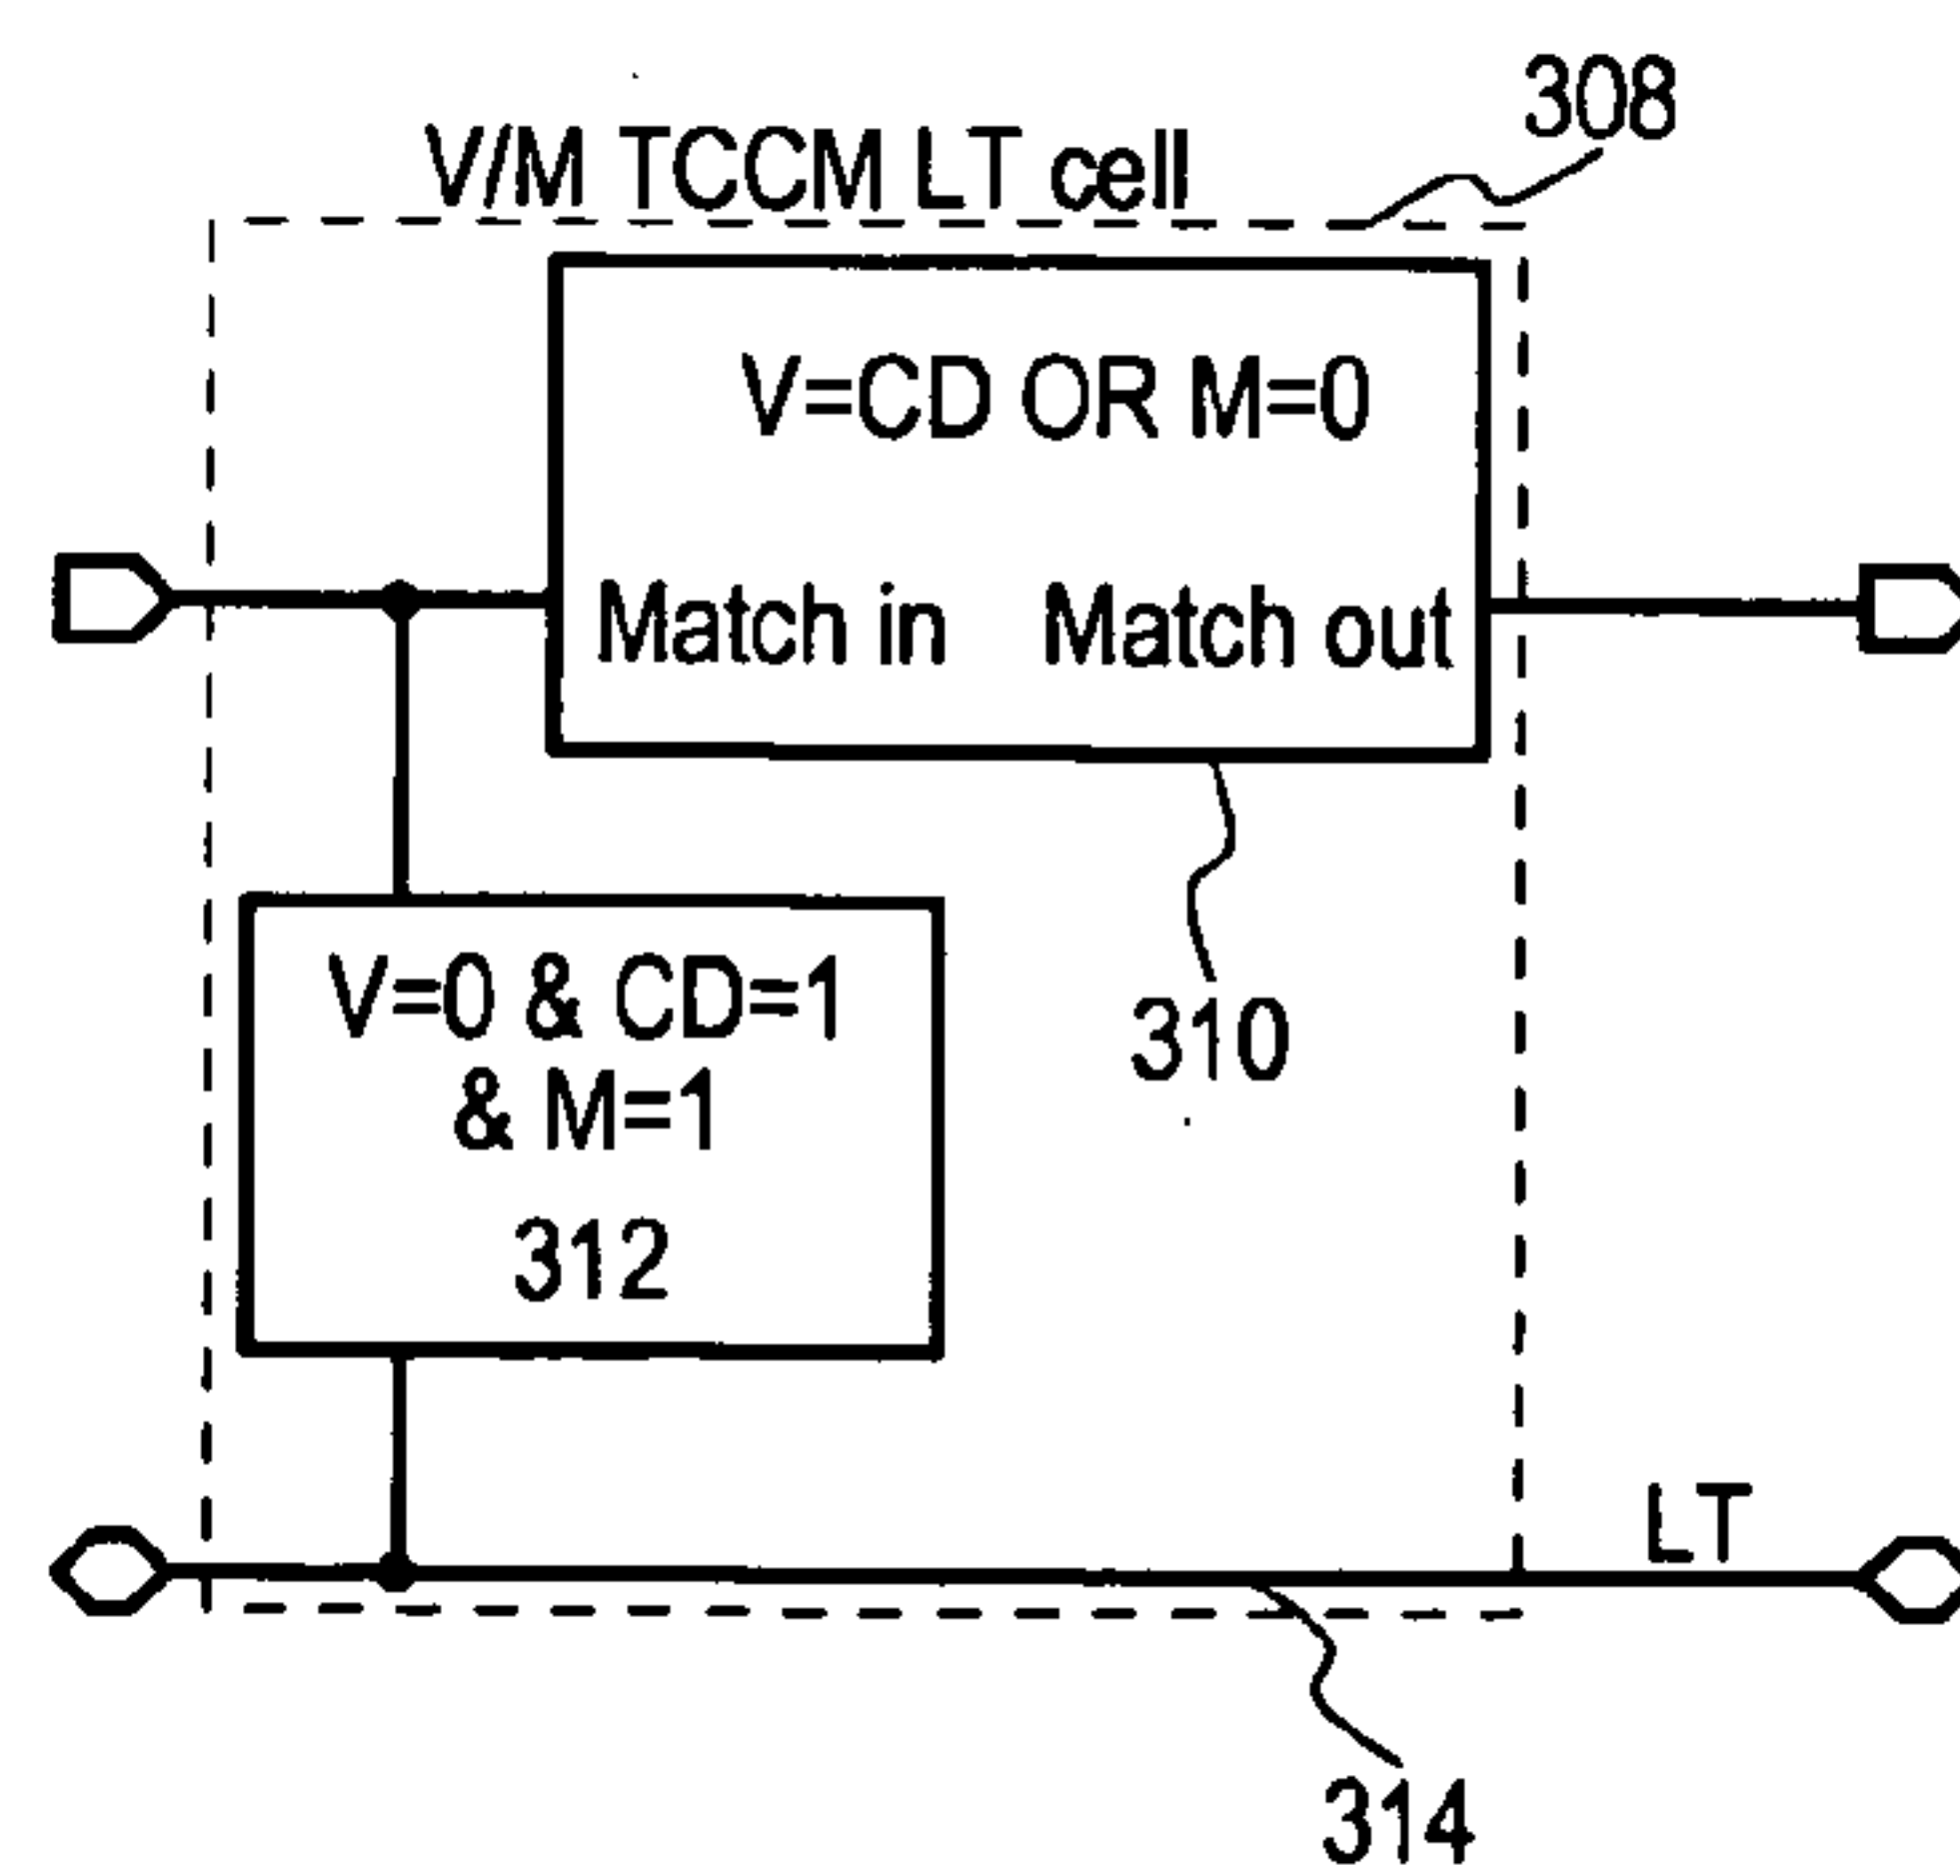 308
V/M TCCM LT cell
V=CD OR M=0
Match in Match out
V=0 & CD=1
& M=1
310
312
LT
314